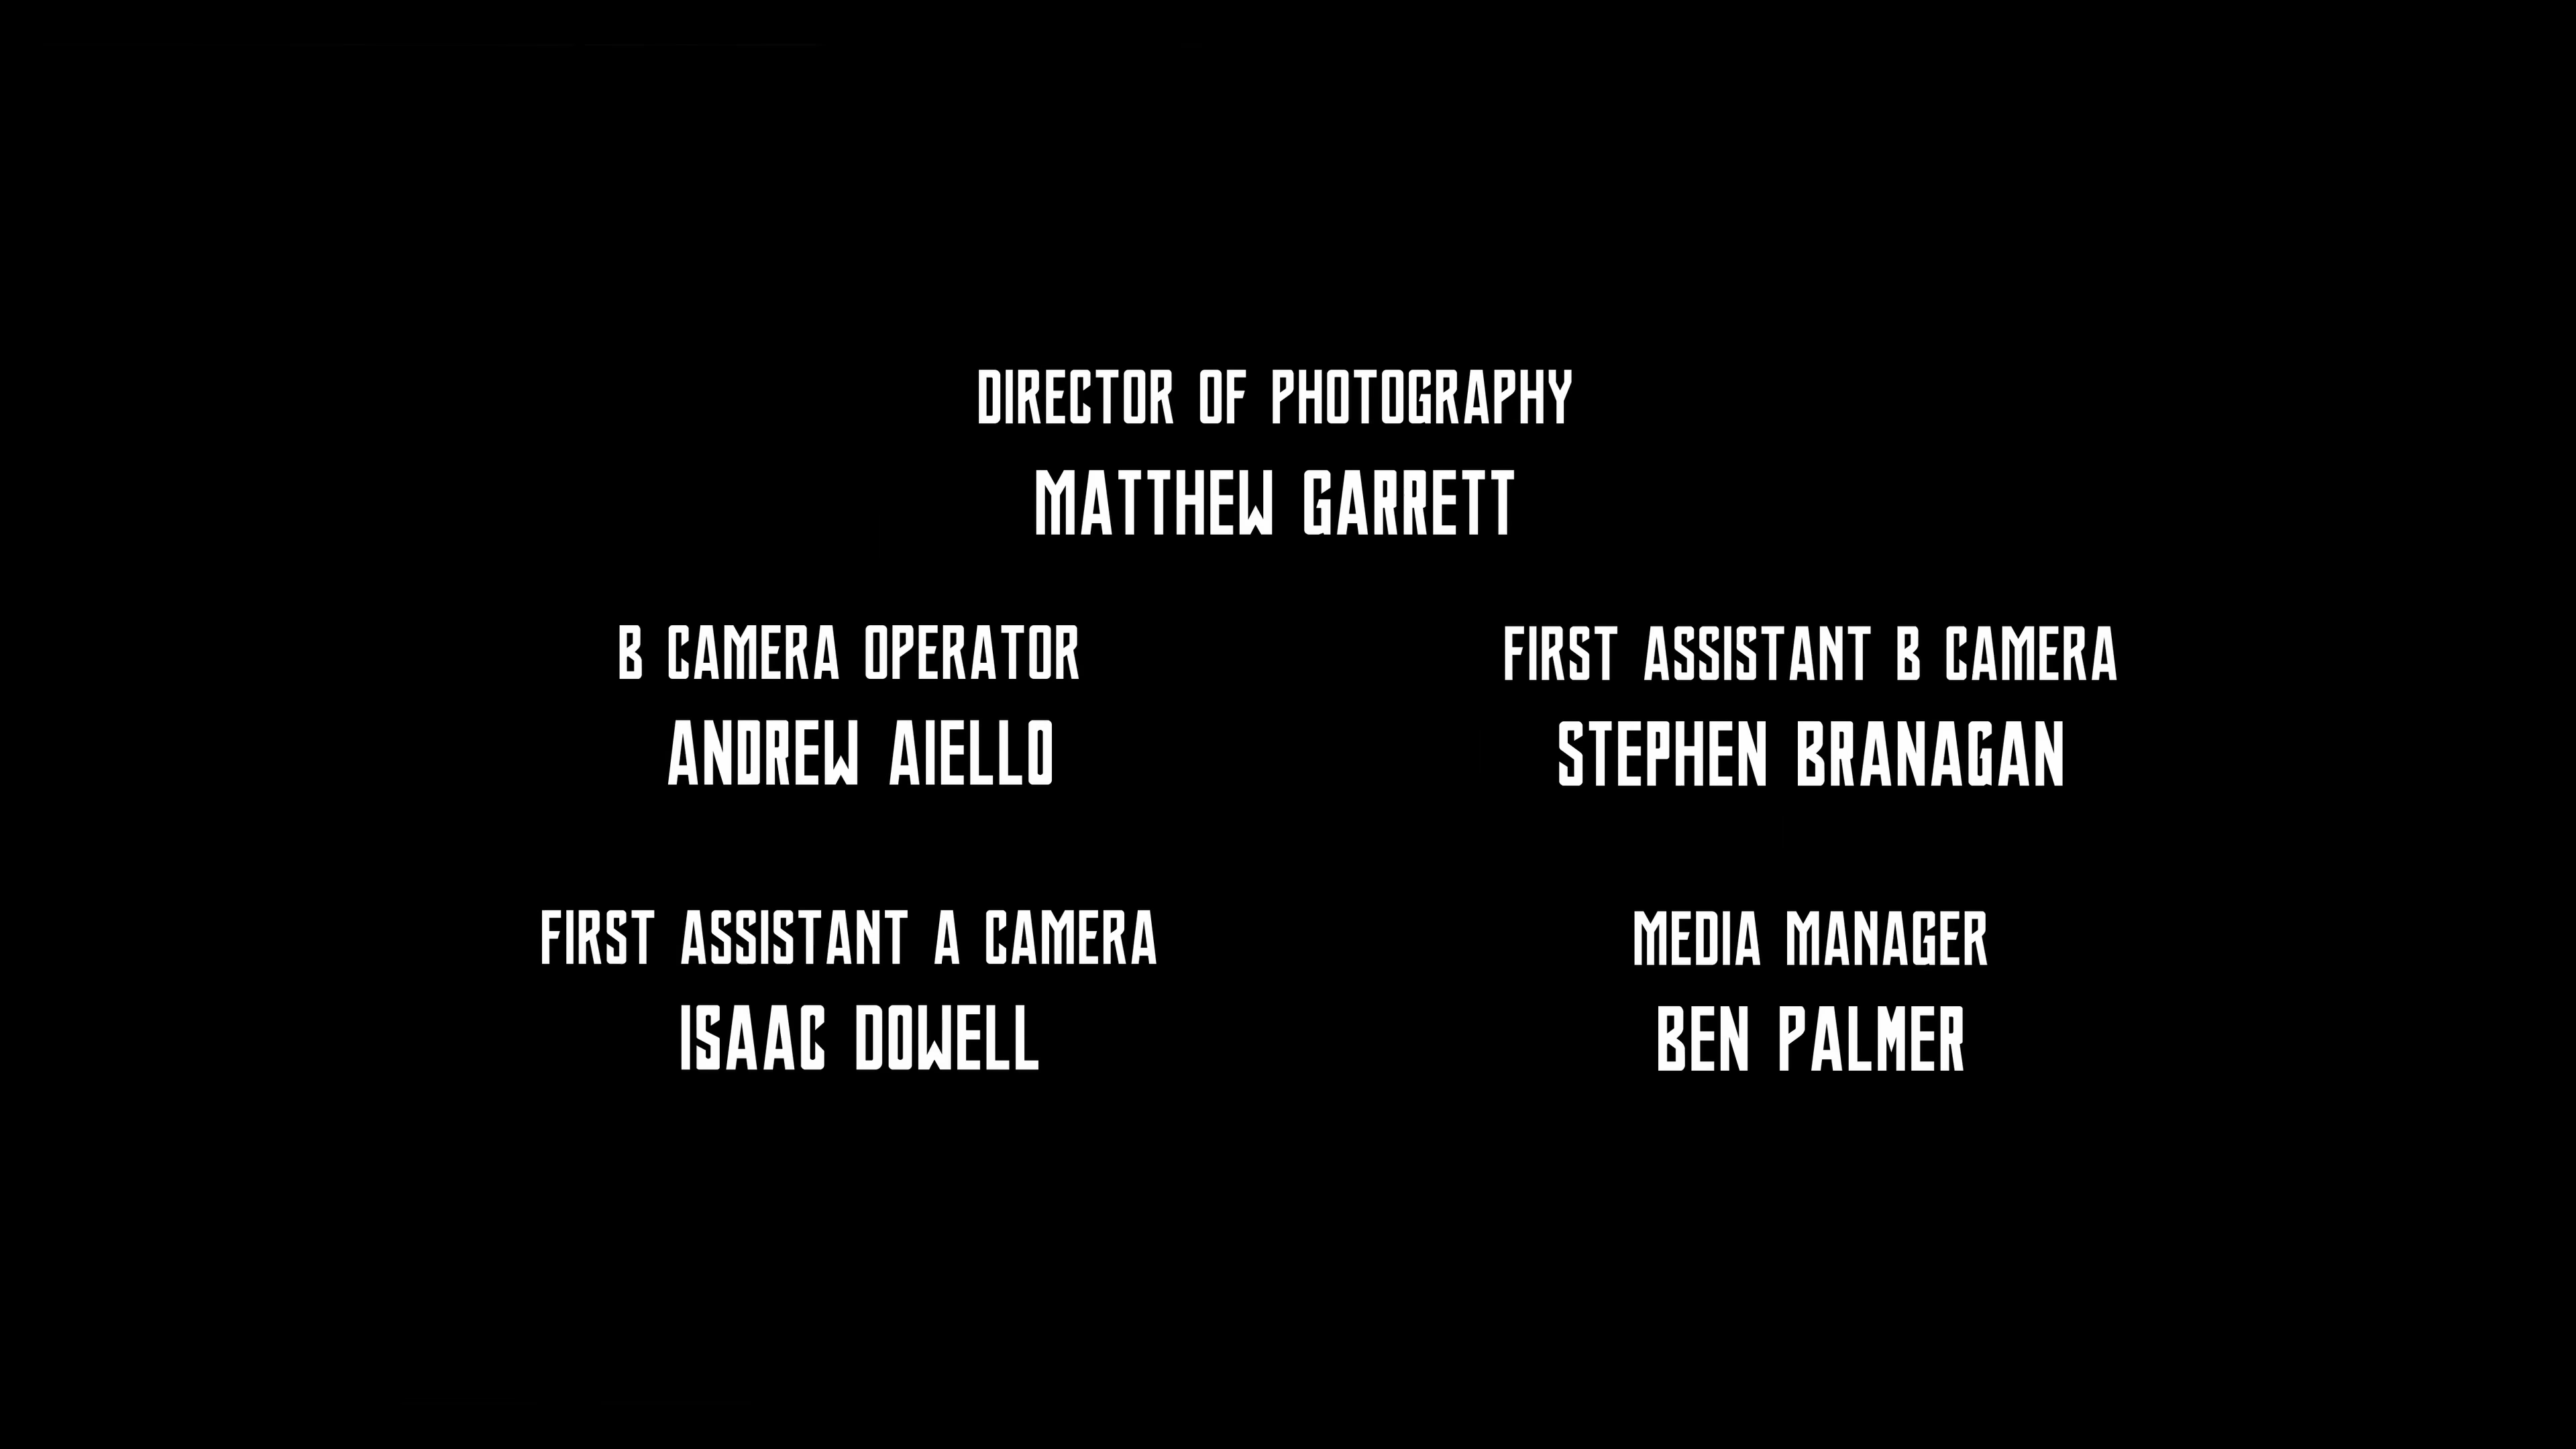 DIRECTOR OF PHOTOGRAPHY
MATTHEW GARRETT
B CAMERA OPERATOR
ANDREW AIELLO
FIRST ASSISTANT B CAMERA
STEPHEN BRANAGAN
FIRST ASSISTANT A CAMERA
ISAAC DOWELL
MEDIA MANAGER
BEN PALMER